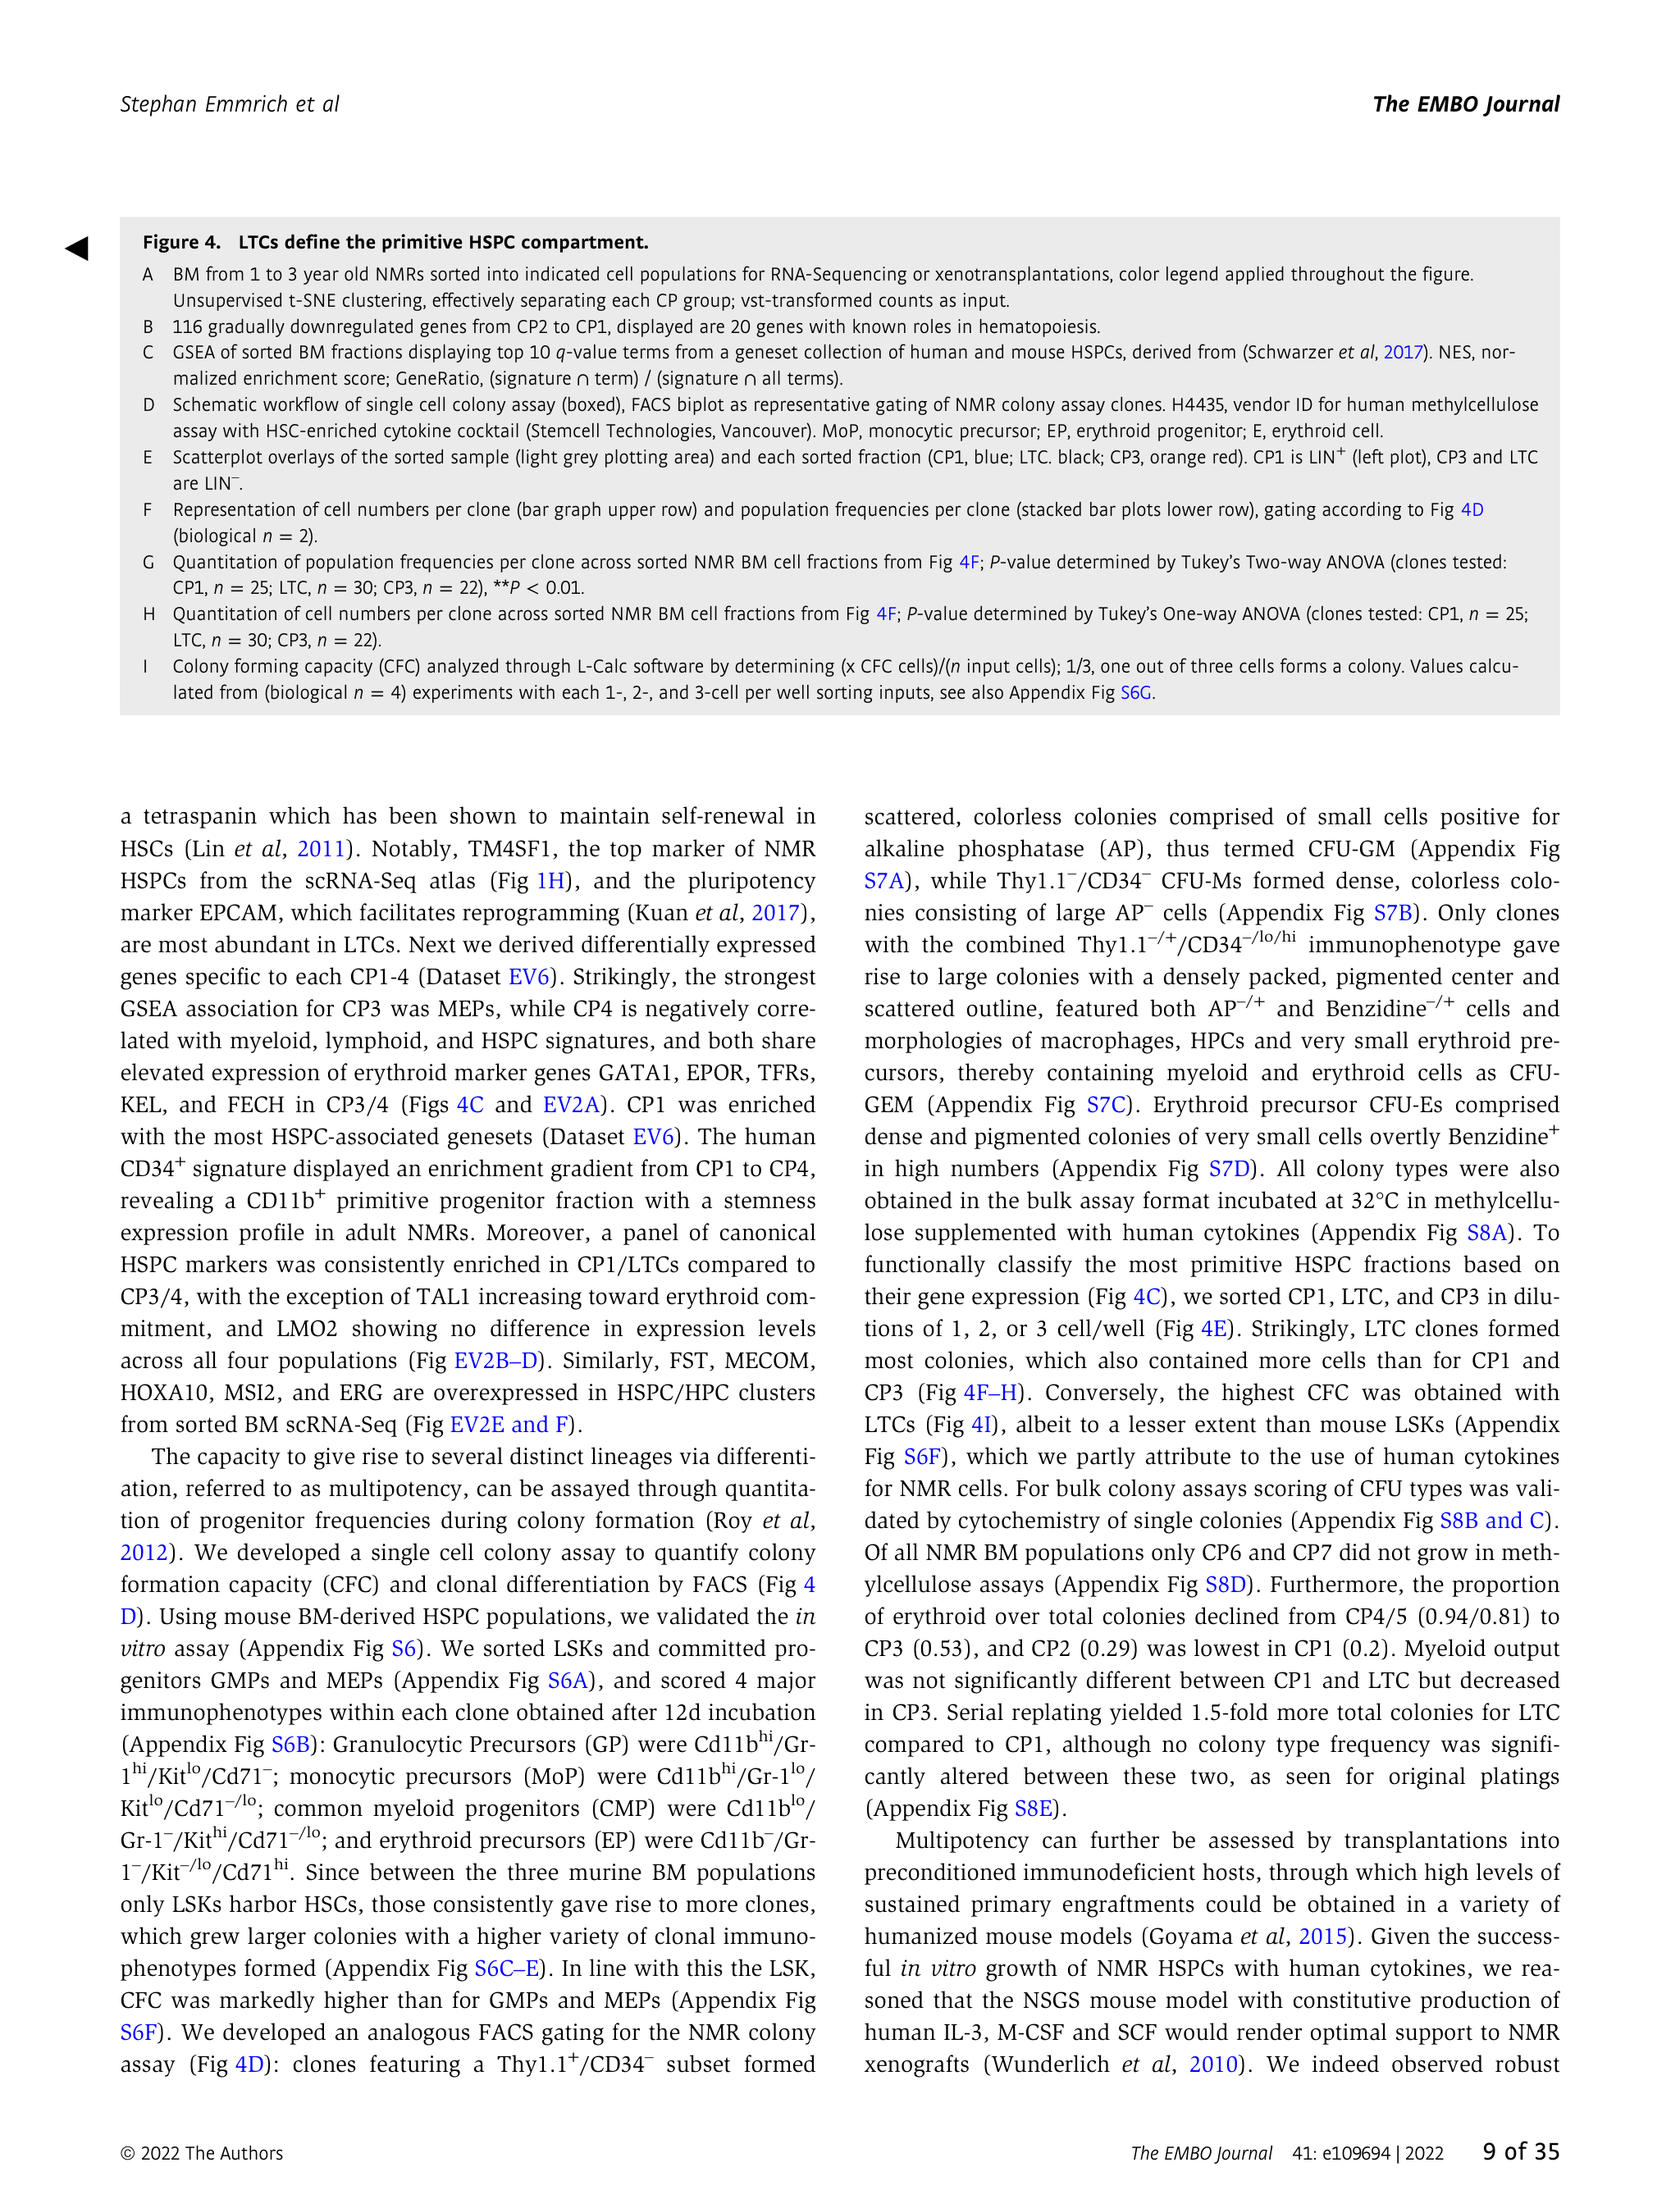 Stephan Emmrich et al
The EMBO Journal
◀
Figure 4. LTCs define the primitive HSPC compartment.
A BM from 1 to 3 year old NMRs sorted into indicated cell populations for RNA-Sequencing or xenotransplantations, color legend applied throughout the figure.
Unsupervised t-SNE clustering, effectively separating each CP group; vst-transformed counts as input.
B 116 gradually downregulated genes from CP2 to CP1, displayed are 20 genes with known roles in hematopoiesis.
C GSEA of sorted BM fractions displaying top 10 q-value terms from a geneset collection of human and mouse HSPCs, derived from (Schwarzer et al, 2017). NES, nor-
malized enrichment score; GeneRatio, (signature ∩ term) / (signature ∩ all terms).
D Schematic workflow of single cell colony assay (boxed), FACS biplot as representative gating of NMR colony assay clones. H4435, vendor ID for human methylcellulose
assay with HSC-enriched cytokine cocktail (Stemcell Technologies, Vancouver). MoP, monocytic precursor; EP, erythroid progenitor; E, erythroid cell.
E Scatterplot overlays of the sorted sample (light grey plotting area) and each sorted fraction (CP1, blue; LTC. black; CP3, orange red). CP1 is LIN⁺ (left plot), CP3 and LTC
are LIN⁻.
F Representation of cell numbers per clone (bar graph upper row) and population frequencies per clone (stacked bar plots lower row), gating according to Fig 4D
(biological n = 2).
G Quantitation of population frequencies per clone across sorted NMR BM cell fractions from Fig 4F; P-value determined by Tukey's Two-way ANOVA (clones tested:
CP1, n = 25; LTC, n = 30; CP3, n = 22), **P < 0.01.
H Quantitation of cell numbers per clone across sorted NMR BM cell fractions from Fig 4F; P-value determined by Tukey's One-way ANOVA (clones tested: CP1, n = 25;
LTC, n = 30; CP3, n = 22).
I Colony forming capacity (CFC) analyzed through L-Calc software by determining (x CFC cells)/(n input cells); 1/3, one out of three cells forms a colony. Values calcu-
lated from (biological n = 4) experiments with each 1-, 2-, and 3-cell per well sorting inputs, see also Appendix Fig S6G.
a tetraspanin which has been shown to maintain self-renewal in
HSCs (Lin et al, 2011). Notably, TM4SF1, the top marker of NMR
HSPCs from the scRNA-Seq atlas (Fig 1H), and the pluripotency
marker EPCAM, which facilitates reprogramming (Kuan et al, 2017),
are most abundant in LTCs. Next we derived differentially expressed
genes specific to each CP1-4 (Dataset EV6). Strikingly, the strongest
GSEA association for CP3 was MEPs, while CP4 is negatively corre-
lated with myeloid, lymphoid, and HSPC signatures, and both share
elevated expression of erythroid marker genes GATA1, EPOR, TFRs,
KEL, and FECH in CP3/4 (Figs 4C and EV2A). CP1 was enriched
with the most HSPC-associated genesets (Dataset EV6). The human
CD34⁺ signature displayed an enrichment gradient from CP1 to CP4,
revealing a CD11b⁺ primitive progenitor fraction with a stemness
expression profile in adult NMRs. Moreover, a panel of canonical
HSPC markers was consistently enriched in CP1/LTCs compared to
CP3/4, with the exception of TAL1 increasing toward erythroid com-
mitment, and LMO2 showing no difference in expression levels
across all four populations (Fig EV2B–D). Similarly, FST, MECOM,
HOXA10, MSI2, and ERG are overexpressed in HSPC/HPC clusters
from sorted BM scRNA-Seq (Fig EV2E and F).
The capacity to give rise to several distinct lineages via differenti-
ation, referred to as multipotency, can be assayed through quantita-
tion of progenitor frequencies during colony formation (Roy et al,
2012). We developed a single cell colony assay to quantify colony
formation capacity (CFC) and clonal differentiation by FACS (Fig 4
D). Using mouse BM-derived HSPC populations, we validated the in
vitro assay (Appendix Fig S6). We sorted LSKs and committed pro-
genitors GMPs and MEPs (Appendix Fig S6A), and scored 4 major
immunophenotypes within each clone obtained after 12d incubation
(Appendix Fig S6B): Granulocytic Precursors (GP) were Cd11bʰⁱ/Gr-
1ʰⁱ/Kitˡᵒ/Cd71⁻; monocytic precursors (MoP) were Cd11bʰⁱ/Gr-1ˡᵒ/
Kitˡᵒ/Cd71⁻/ˡᵒ; common myeloid progenitors (CMP) were Cd11bˡᵒ/
Gr-1⁻/Kitʰⁱ/Cd71⁻/ˡᵒ; and erythroid precursors (EP) were Cd11b⁻/Gr-
1⁻/Kit⁻/ˡᵒ/Cd71ʰⁱ. Since between the three murine BM populations
only LSKs harbor HSCs, those consistently gave rise to more clones,
which grew larger colonies with a higher variety of clonal immuno-
phenotypes formed (Appendix Fig S6C–E). In line with this the LSK,
CFC was markedly higher than for GMPs and MEPs (Appendix Fig
S6F). We developed an analogous FACS gating for the NMR colony
assay (Fig 4D): clones featuring a Thy1.1⁺/CD34⁻ subset formed
scattered, colorless colonies comprised of small cells positive for
alkaline phosphatase (AP), thus termed CFU-GM (Appendix Fig
S7A), while Thy1.1⁻/CD34⁻ CFU-Ms formed dense, colorless colo-
nies consisting of large AP⁻ cells (Appendix Fig S7B). Only clones
with the combined Thy1.1⁻/⁺/CD34⁻/ˡᵒ/ʰⁱ immunophenotype gave
rise to large colonies with a densely packed, pigmented center and
scattered outline, featured both AP⁻/⁺ and Benzidine⁻/⁺ cells and
morphologies of macrophages, HPCs and very small erythroid pre-
cursors, thereby containing myeloid and erythroid cells as CFU-
GEM (Appendix Fig S7C). Erythroid precursor CFU-Es comprised
dense and pigmented colonies of very small cells overtly Benzidine⁺
in high numbers (Appendix Fig S7D). All colony types were also
obtained in the bulk assay format incubated at 32°C in methylcellu-
lose supplemented with human cytokines (Appendix Fig S8A). To
functionally classify the most primitive HSPC fractions based on
their gene expression (Fig 4C), we sorted CP1, LTC, and CP3 in dilu-
tions of 1, 2, or 3 cell/well (Fig 4E). Strikingly, LTC clones formed
most colonies, which also contained more cells than for CP1 and
CP3 (Fig 4F–H). Conversely, the highest CFC was obtained with
LTCs (Fig 4I), albeit to a lesser extent than mouse LSKs (Appendix
Fig S6F), which we partly attribute to the use of human cytokines
for NMR cells. For bulk colony assays scoring of CFU types was vali-
dated by cytochemistry of single colonies (Appendix Fig S8B and C).
Of all NMR BM populations only CP6 and CP7 did not grow in meth-
ylcellulose assays (Appendix Fig S8D). Furthermore, the proportion
of erythroid over total colonies declined from CP4/5 (0.94/0.81) to
CP3 (0.53), and CP2 (0.29) was lowest in CP1 (0.2). Myeloid output
was not significantly different between CP1 and LTC but decreased
in CP3. Serial replating yielded 1.5-fold more total colonies for LTC
compared to CP1, although no colony type frequency was signifi-
cantly altered between these two, as seen for original platings
(Appendix Fig S8E).
Multipotency can further be assessed by transplantations into
preconditioned immunodeficient hosts, through which high levels of
sustained primary engraftments could be obtained in a variety of
humanized mouse models (Goyama et al, 2015). Given the success-
ful in vitro growth of NMR HSPCs with human cytokines, we rea-
soned that the NSGS mouse model with constitutive production of
human IL-3, M-CSF and SCF would render optimal support to NMR
xenografts (Wunderlich et al, 2010). We indeed observed robust
© 2022 The Authors
The EMBO Journal 41: e109694 | 2022 9 of 35